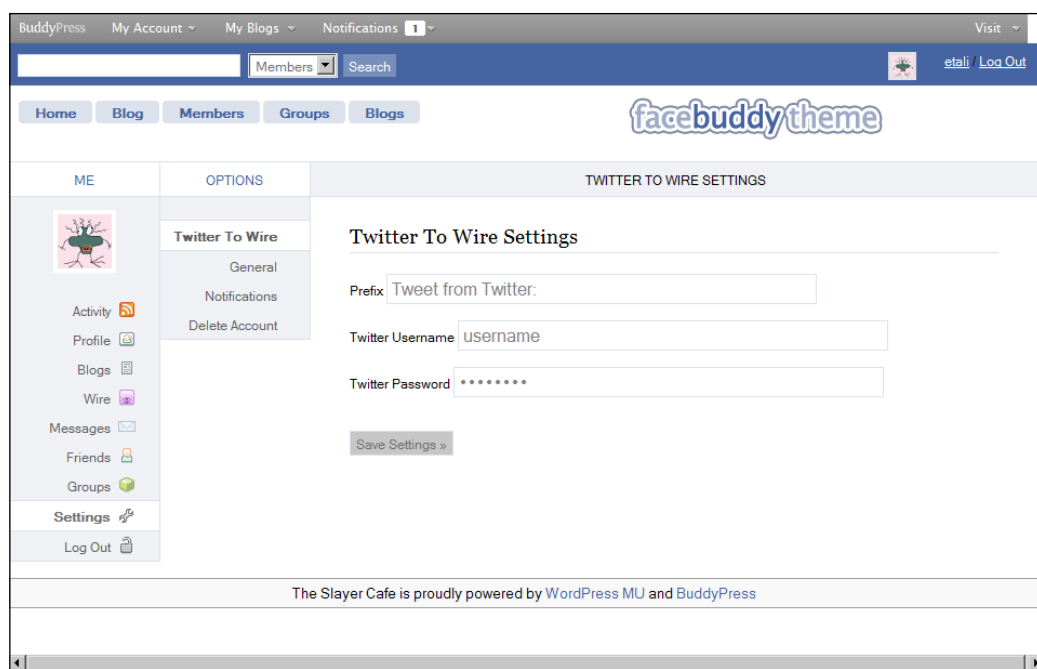 BuddyPress My Account My Blogs Notifications 1 Visit
Members Search etali / Log Out
Home Blog Members Groups Blogs facebuddytheme
ME OPTIONS TWITTER TO WIRE SETTINGS
Twitter To Wire
General
Notifications
Delete Account
Activity
Profile
Blogs
Wire
Messages
Friends
Groups
Settings
Log Out
Twitter To Wire Settings
Prefix Tweet from Twitter:
Twitter Username username
Twitter Password ••••••••
Save Settings »
The Slayer Cafe is proudly powered by WordPress MU and BuddyPress